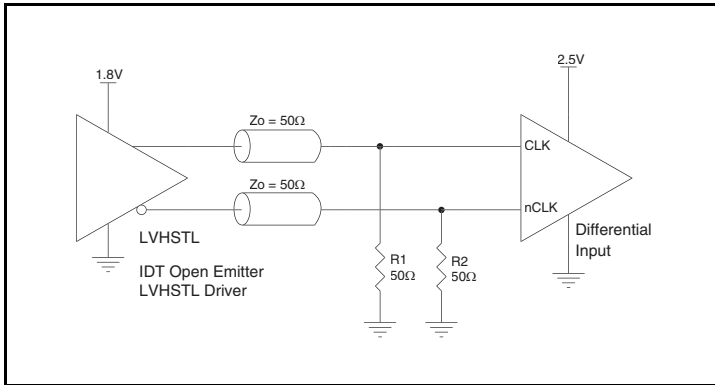 1.8V
2.5V
Zo = 50Ω
CLK
Zo = 50Ω
nCLK
LVHSTL
Differential
Input
IDT Open Emitter
LVHSTL Driver
R1
50Ω
R2
50Ω